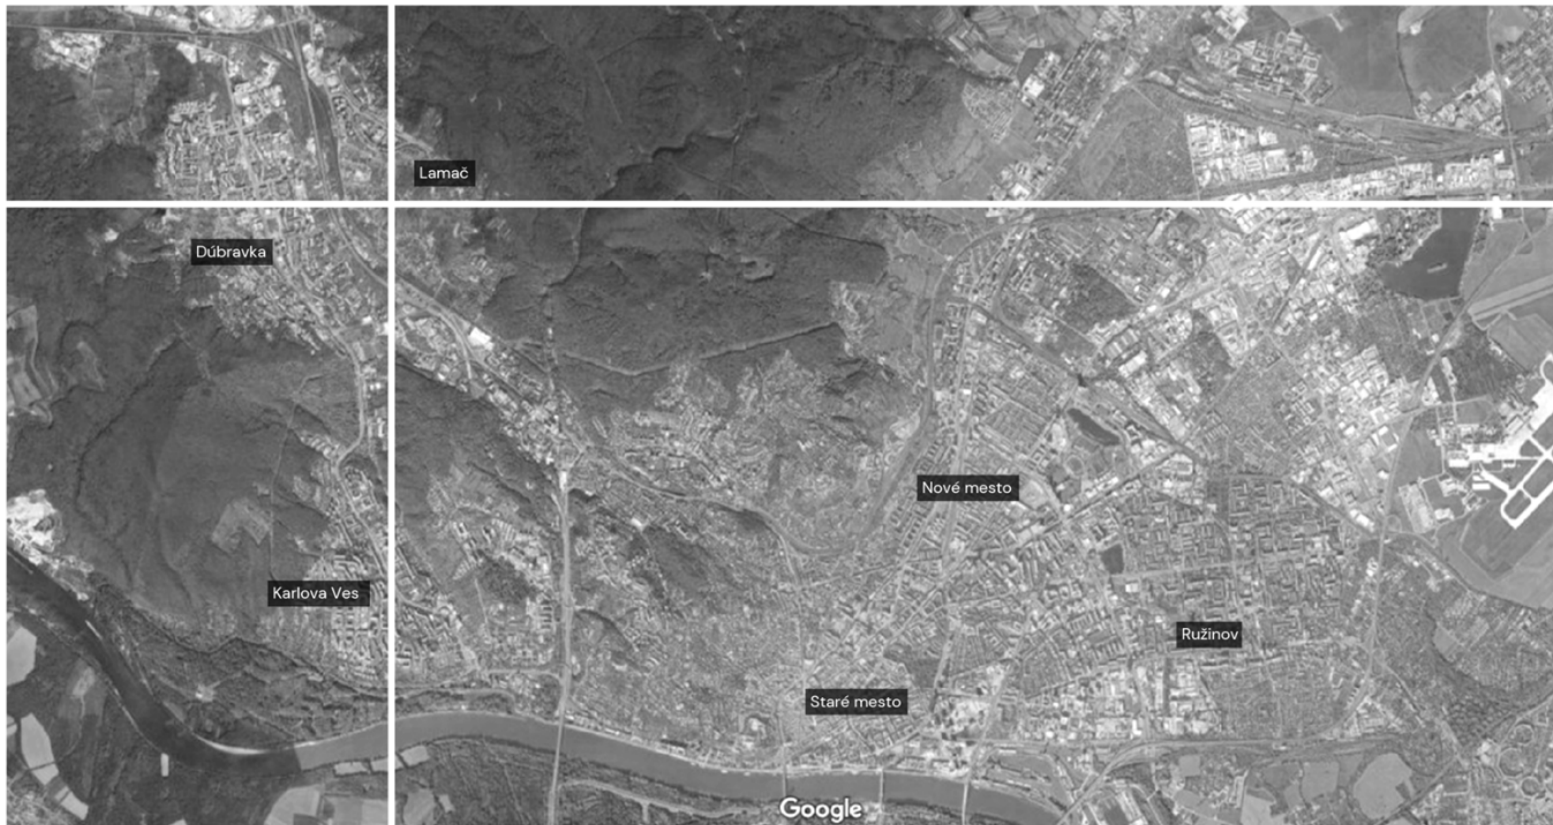 Lamač
Dúbravka
Nové mesto
Karlova Ves
Ružinov
Staré mesto
Google